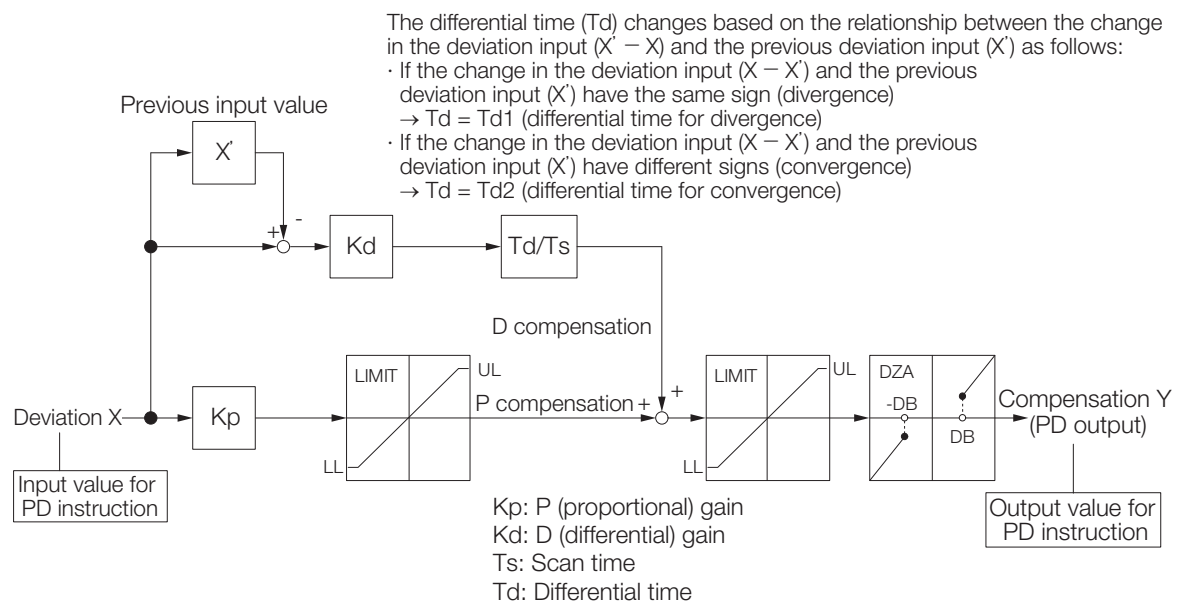 The differential time (Td) changes based on the relationship between the change
in the deviation input (X' − X) and the previous deviation input (X') as follows:
· If the change in the deviation input (X − X') and the previous
deviation input (X') have the same sign (divergence)
→ Td = Td1 (differential time for divergence)
· If the change in the deviation input (X − X') and the previous
deviation input (X') have different signs (convergence)
→ Td = Td2 (differential time for convergence)
Previous input value
X'
-
+
Kd
Td/Ts
D compensation
LIMIT
UL
LL
P compensation
+
+
LIMIT
UL
LL
DZA
-DB
DB
Deviation X
Kp
Compensation Y
(PD output)
Input value for
PD instruction
Output value for
PD instruction
Kp: P (proportional) gain
Kd: D (differential) gain
Ts: Scan time
Td: Differential time